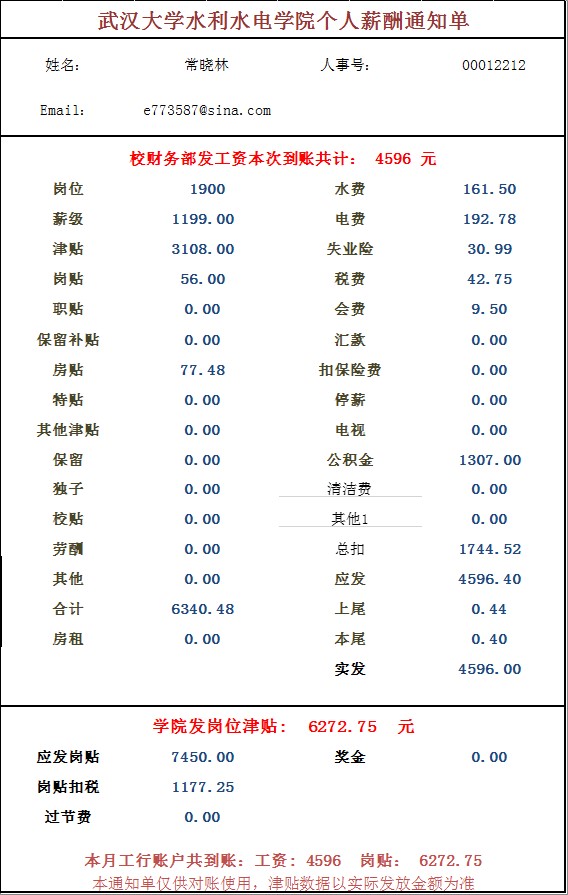 武汉大学水利水电学院个人薪酬通知单
姓名： 常晓林 人事号： 00012212
Email： e773587@sina.com
校财务部发工资本次到账共计： 4596 元
岗位 1900 水费 161.50
薪级 1199.00 电费 192.78
津贴 3108.00 失业险 30.99
岗贴 56.00 税费 42.75
职贴 0.00 会费 9.50
保留补贴 0.00 汇款 0.00
房贴 77.48 扣保险费 0.00
特贴 0.00 停薪 0.00
其他津贴 0.00 电视 0.00
保留 0.00 公积金 1307.00
独子 0.00 清洁费 0.00
校贴 0.00 其他1 0.00
劳酬 0.00 总扣 1744.52
其他 0.00 应发 4596.40
合计 6340.48 上尾 0.44
房租 0.00 本尾 0.40
实发 4596.00
学院发岗位津贴： 6272.75 元
应发岗贴 7450.00 奖金 0.00
岗贴扣税 1177.25
过节费 0.00
本月工行账户共到账：工资：4596 岗贴： 6272.75
本通知单仅供对账使用，津贴数据以实际发放金额为准